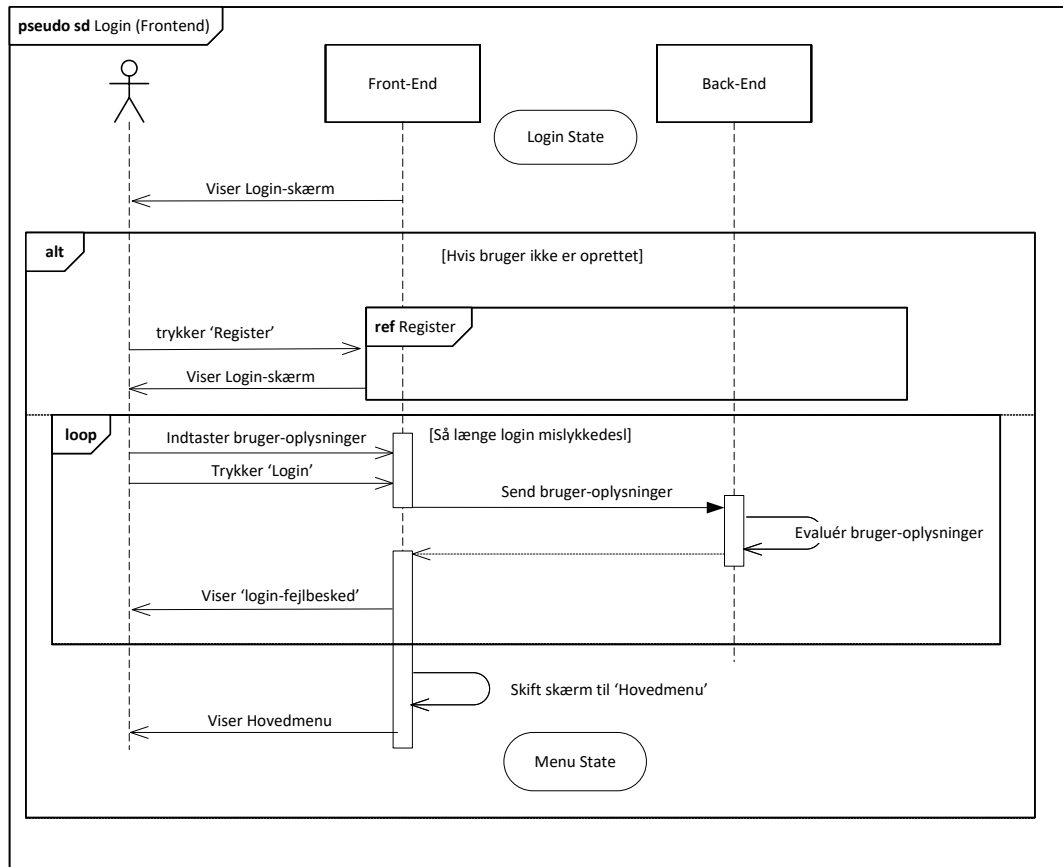 pseudo sd Login (Frontend)
Front-End
Back-End
Login State
Viser Login-skærm
alt
[Hvis bruger ikke er oprettet]
ref Register
trykker ‘Register’
Viser Login-skærm
loop
[Så længe login mislykkedesl]
Indtaster bruger-oplysninger
Trykker ‘Login’
Send bruger-oplysninger
Evaluér bruger-oplysninger
Viser ‘login-fejlbesked’
Skift skærm til ‘Hovedmenu’
Viser Hovedmenu
Menu State